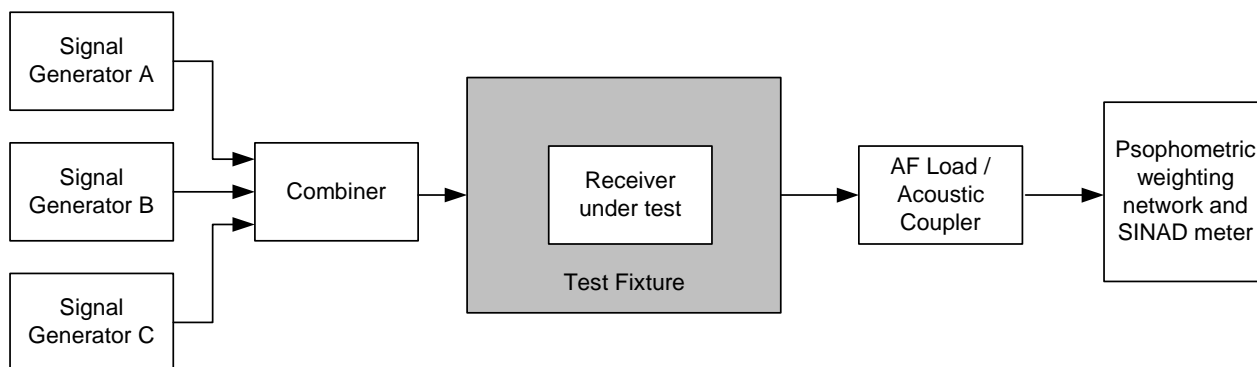 Signal
Generator A
Signal
Generator B
Signal
Generator C
Combiner
Receiver
under test
Test Fixture
AF Load /
Acoustic
Coupler
Psophometric
weighting
network and
SINAD meter